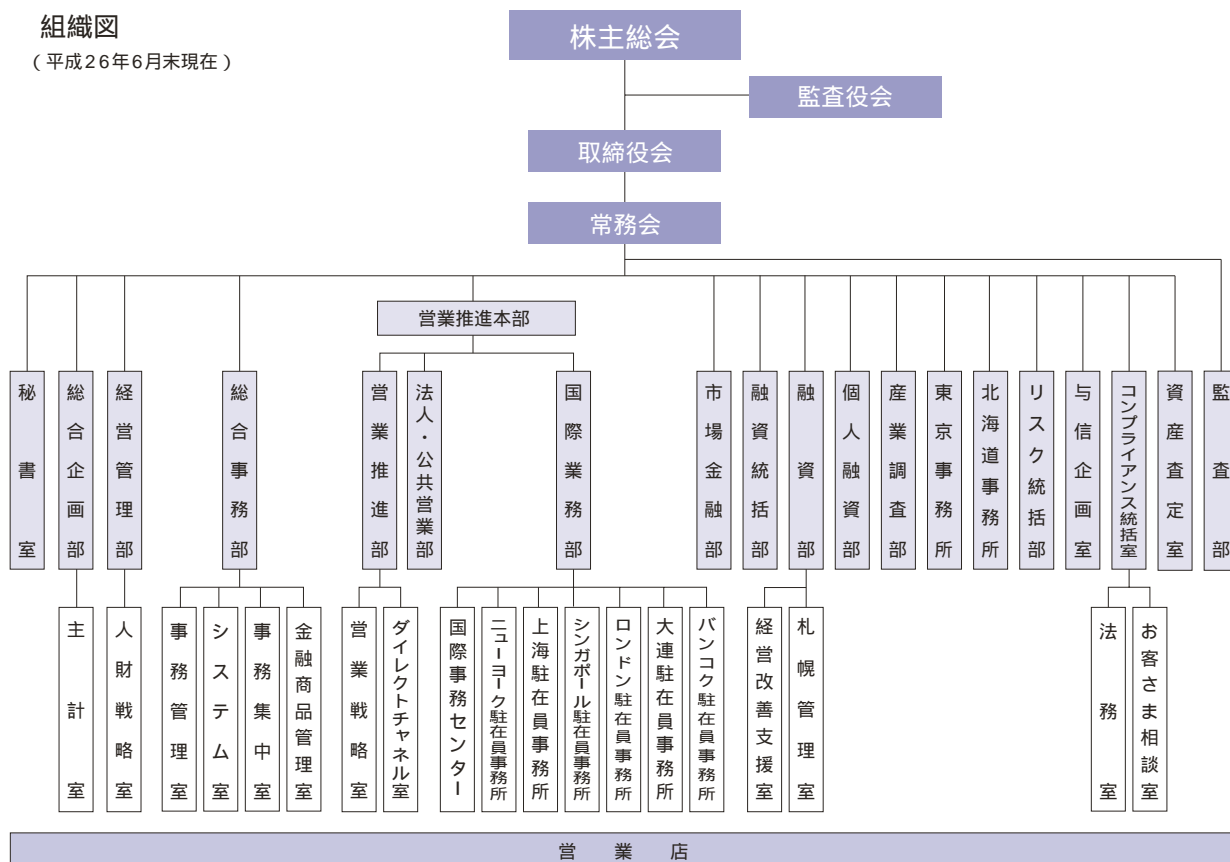 組織図
(平成26年6月末現在)
株主総会
監査役会
取締役会
常務会
営業推進本部
秘書室
総合企画部
経営管理部
総合事務部
営業推進部
法人・公共営業部
国際業務部
市場金融部
融資統括部
融資部
個人融資部
産業調査部
東京事務所
北海道事務所
リスク統括部
与信企画室
コンプライアンス統括室
資産査定室
監査部
主計室
人財戦略室
事務管理室
システム室
事務集中室
金融商品管理室
営業戦略室
ダイレクトチャネル室
国際事務センター
ニューヨーク駐在員事務所
上海駐在員事務所
シンガポール駐在員事務所
ロンドン駐在員事務所
大連駐在員事務所
バンコク駐在員事務所
経営改善支援室
札幌管理室
法務室
お客さま相談室
営業店